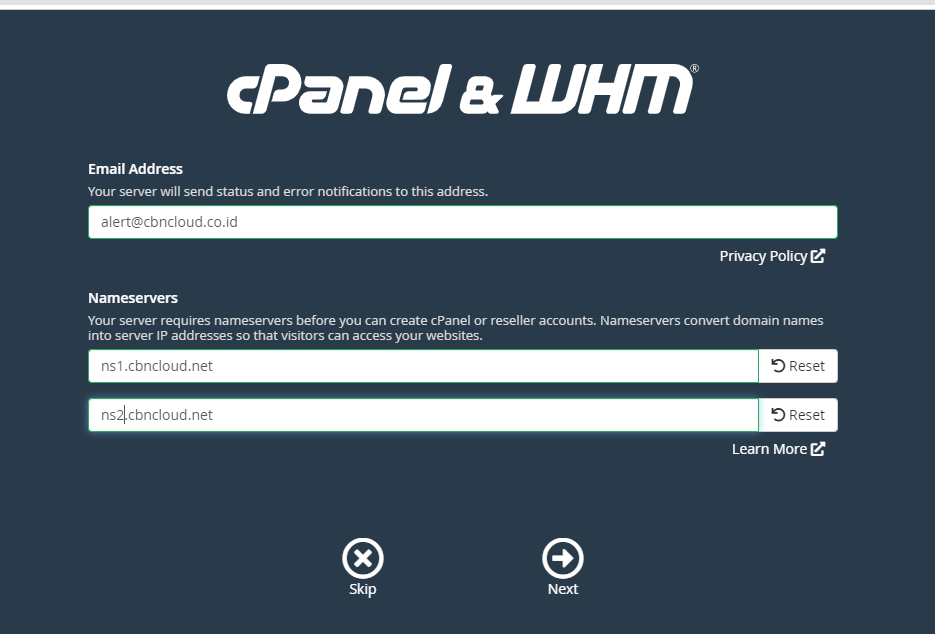 cPanel & WHM®
Email Address
Your server will send status and error notifications to this address.
alert@cbncloud.co.id
Privacy Policy
Nameservers
Your server requires nameservers before you can create cPanel or reseller accounts. Nameservers convert domain names
into server IP addresses so that visitors can access your websites.
ns1.cbncloud.net
Reset
ns2.cbncloud.net
Reset
Learn More
Skip
Next